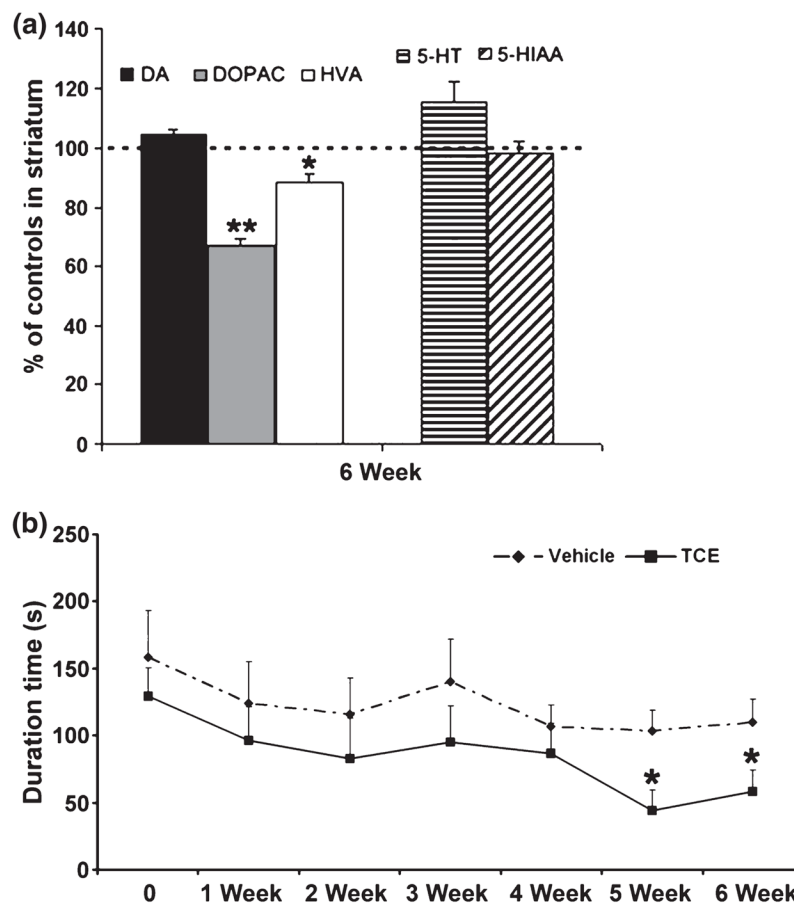 (a)
140
120
100
80
60
40
20
0
% of controls in striatum
DA DOPAC HVA 5-HT 5-HIAA
*
**
6 Week
(b)
250
200
150
100
50
0
Duration time (s)
Vehicle TCE
*
*
0 1 Week 2 Week 3 Week 4 Week 5 Week 6 Week